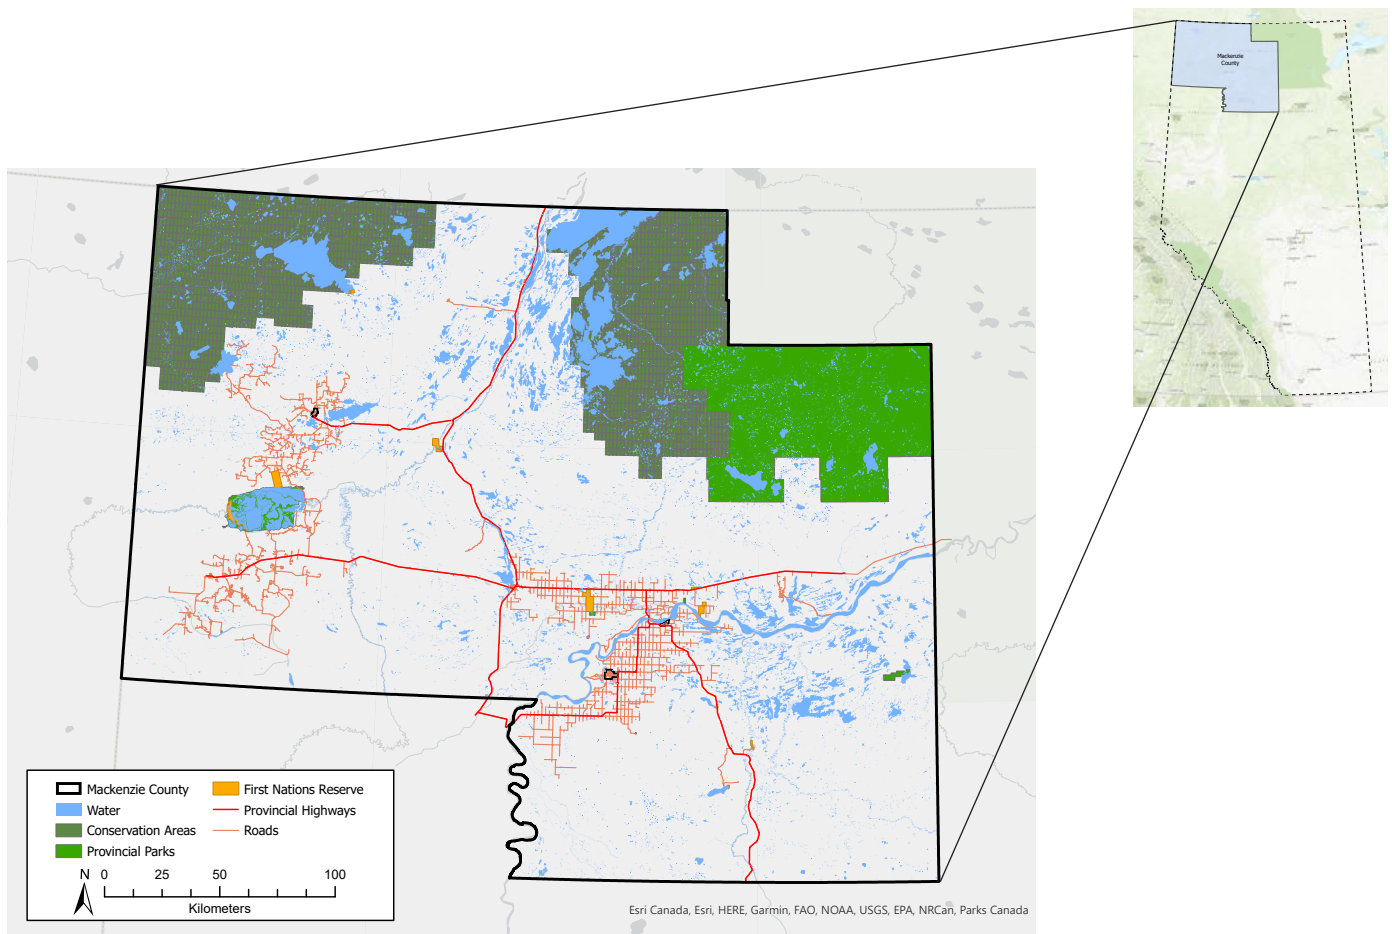 Mackenzie
County
Mackenzie County
Water
Conservation Areas
Provincial Parks
First Nations Reserve
Provincial Highways
Roads
N 0 25 50 100
Kilometers
Esri Canada, Esri, HERE, Garmin, FAO, NOAA, USGS, EPA, NRCan, Parks Canada